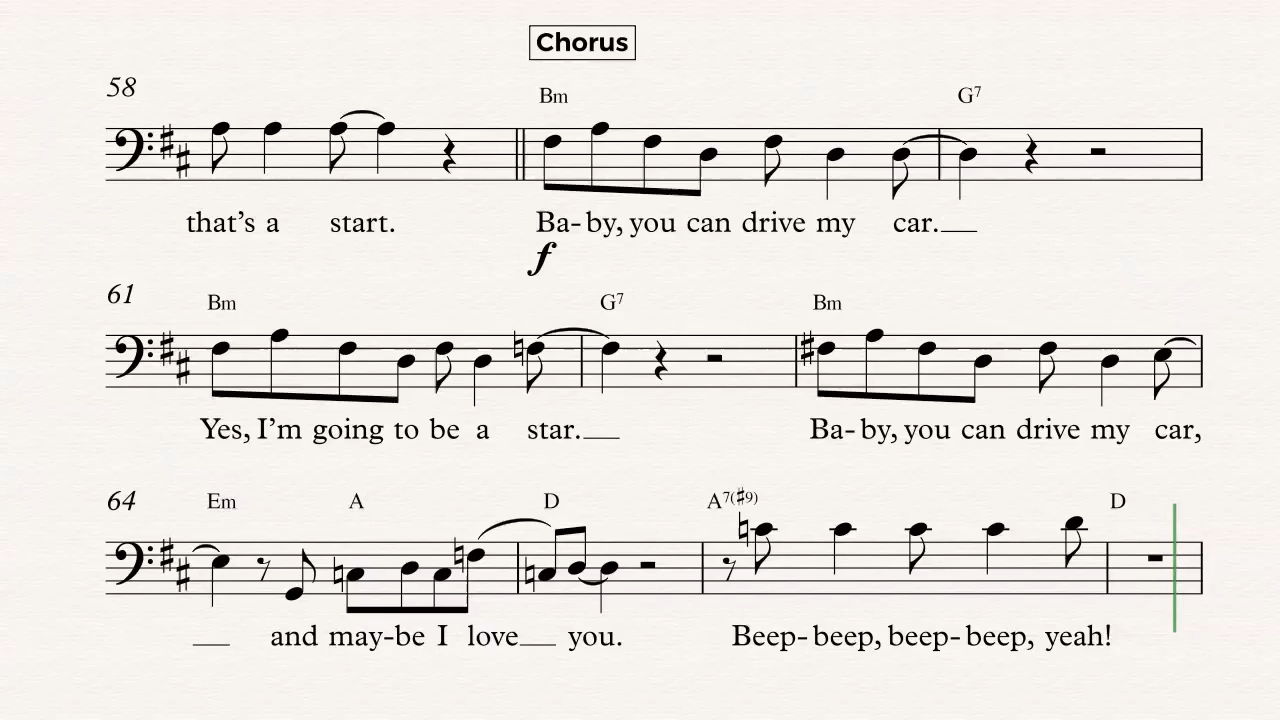 Chorus
58
Bm G7
that's a start. Ba- by, you can drive my car.
f
61
Bm G7 Bm
Yes, I'm going to be a star. Ba- by, you can drive my car,
64
Em A D A7(#9) D
and may-be I love you. Beep- beep, beep- beep, yeah!